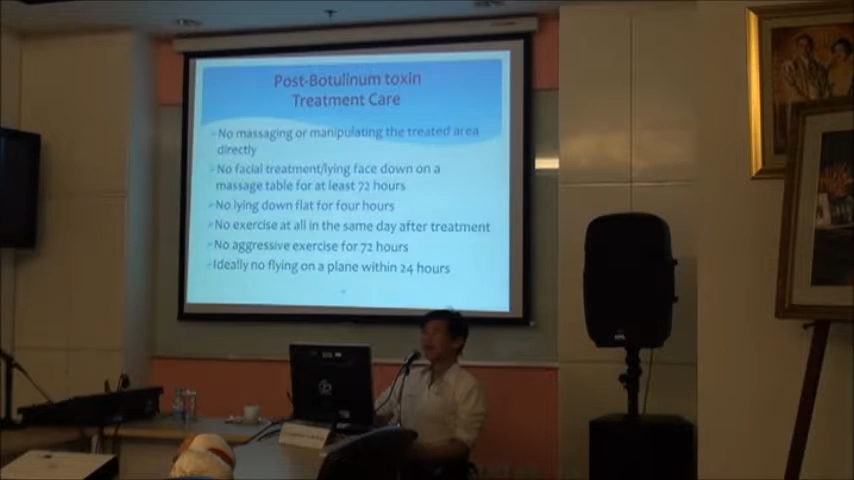 Post-Botulinum toxin
Treatment Care
No massaging or manipulating the treated area
directly
No facial treatment/lying face down on a
massage table for at least 72 hours
No lying down flat for four hours
No exercise at all in the same day after treatment
No aggressive exercise for 72 hours
Ideally no flying on a plane within 24 hours